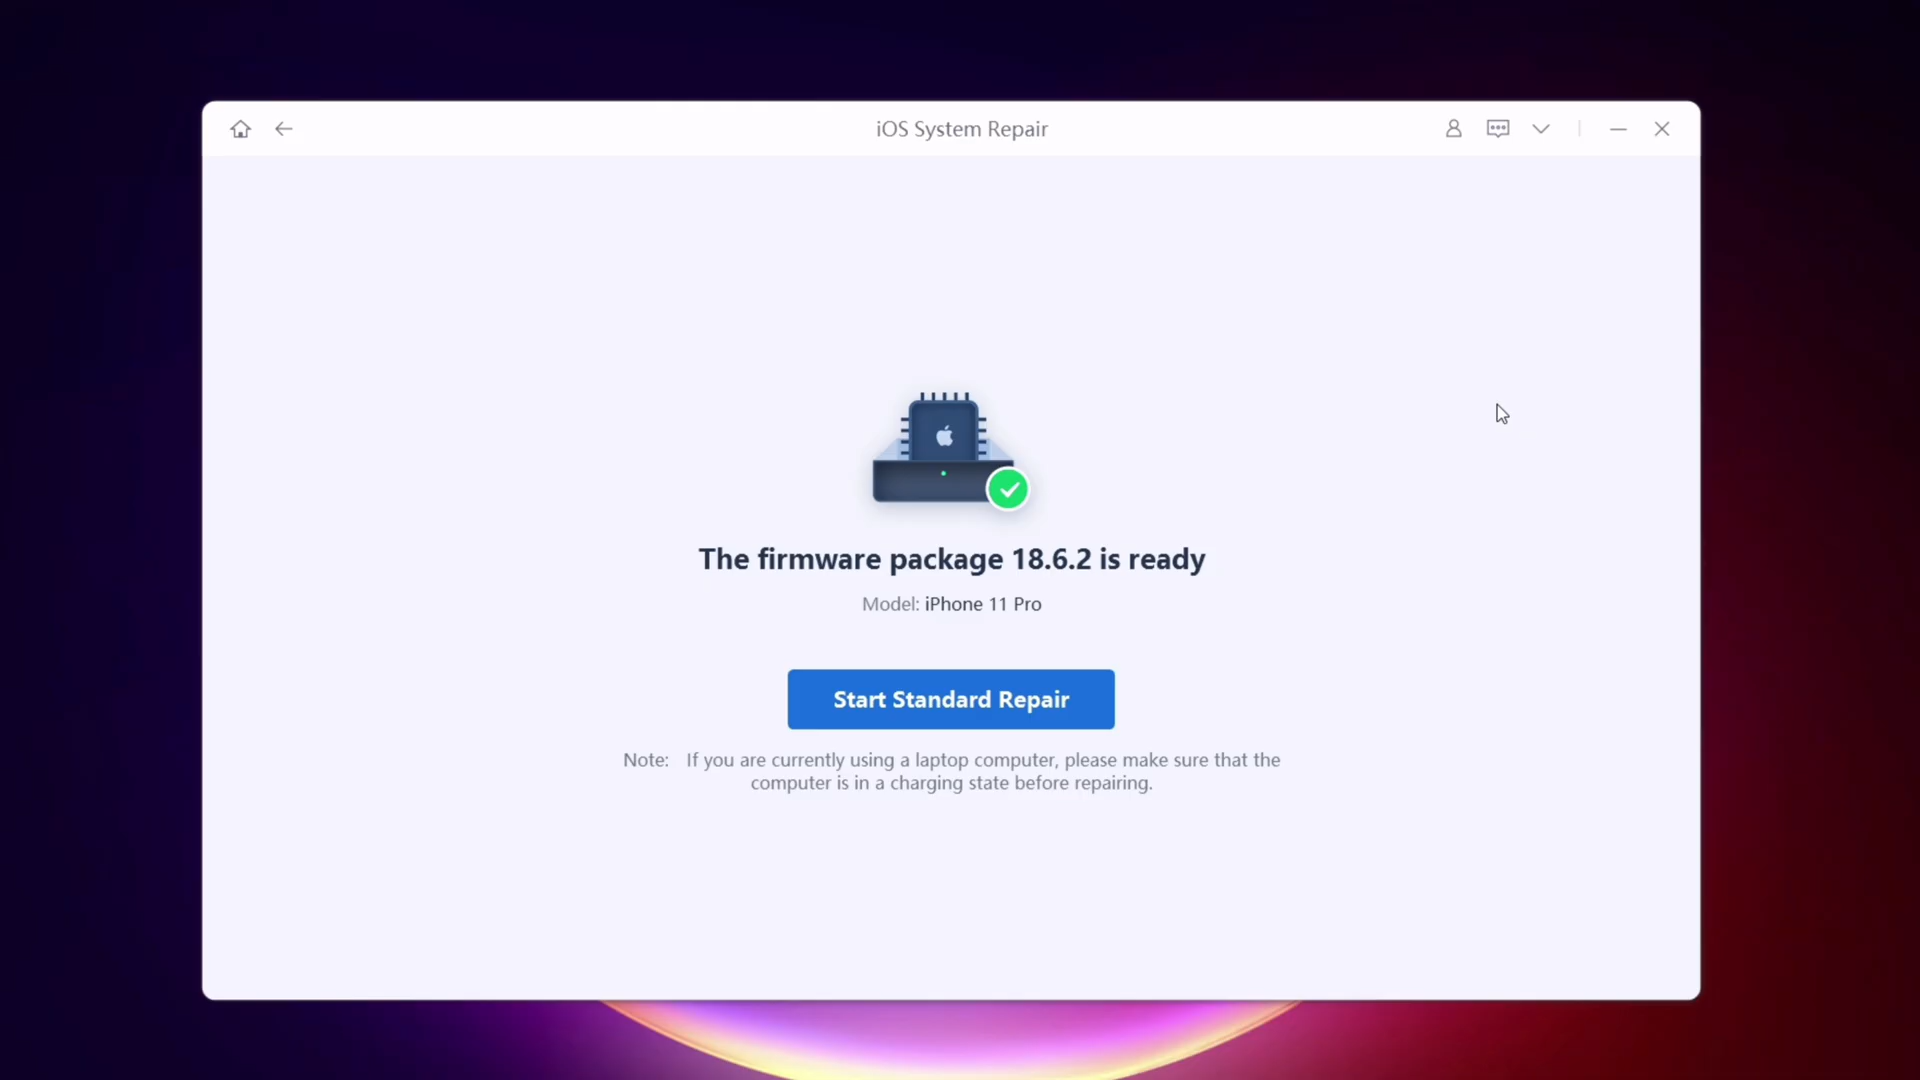 iOS System Repair
The firmware package 18.6.2 is ready
Model: iPhone 11 Pro
Start Standard Repair
Note: If you are currently using a laptop computer, please make sure that the
computer is in a charging state before repairing.